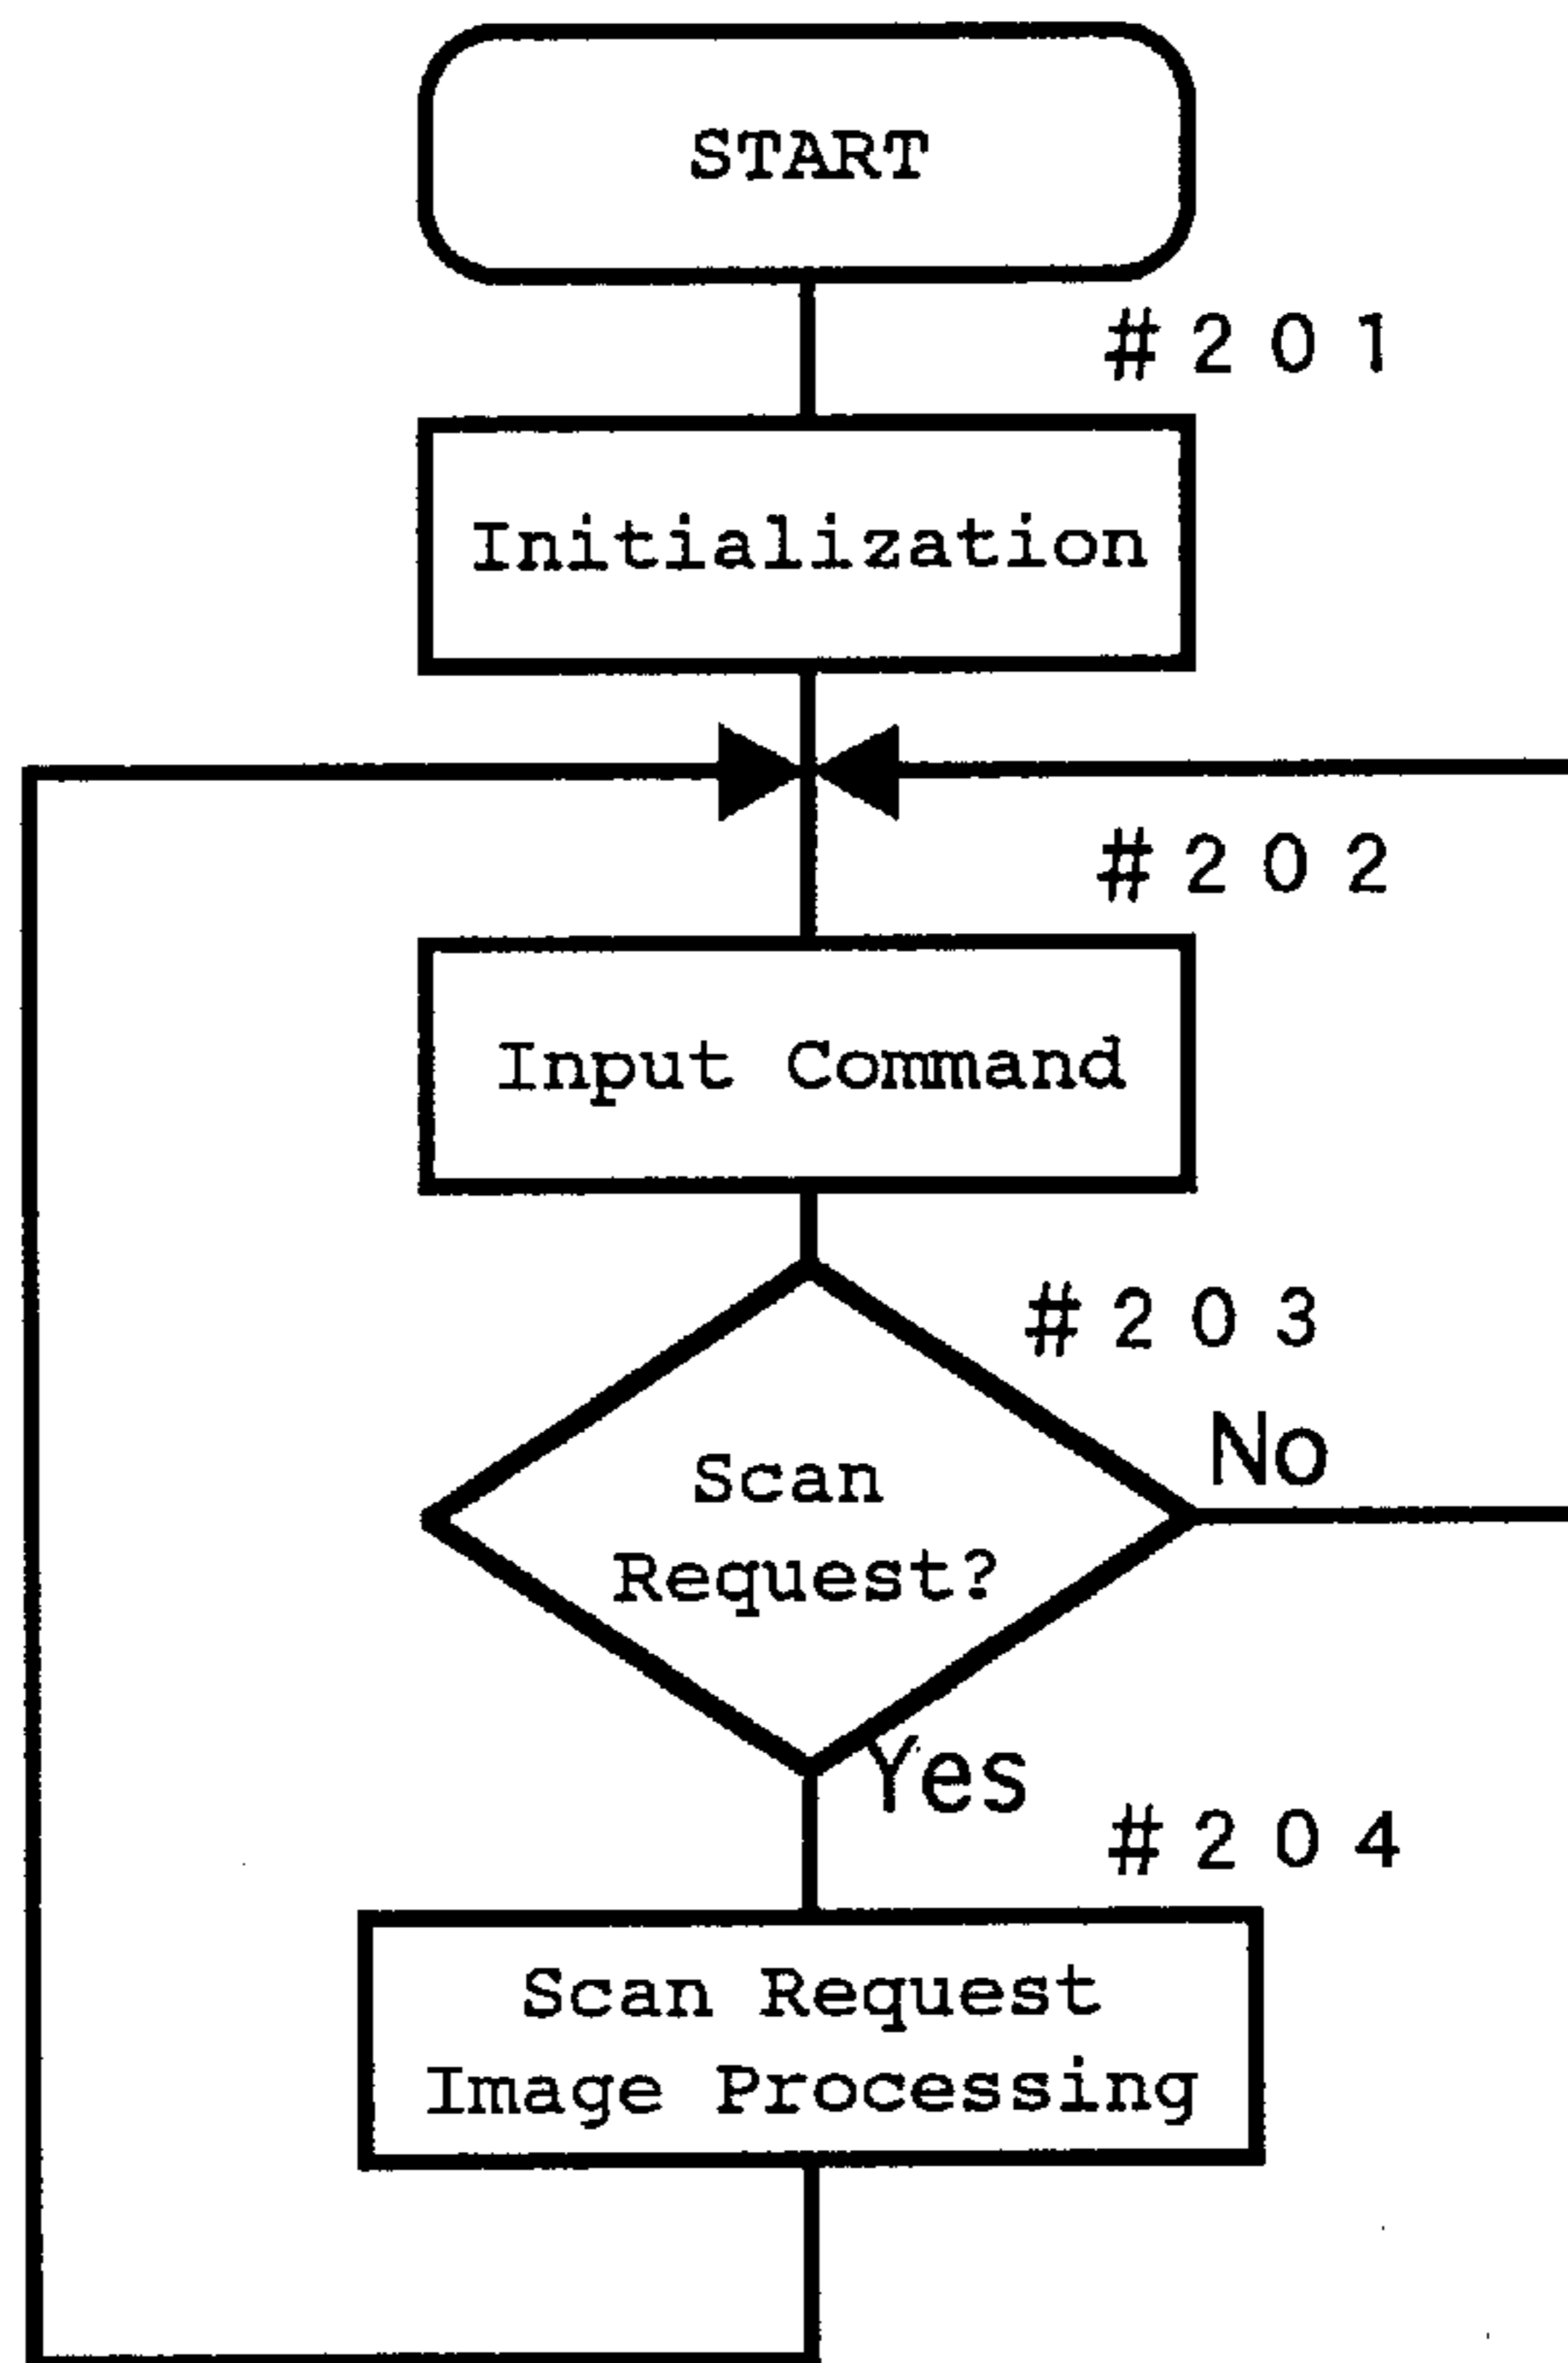 START
#201
Initialization
#202
Input Command
#203
Scan
Request?
No
Yes
#204
Scan Request
Image Processing